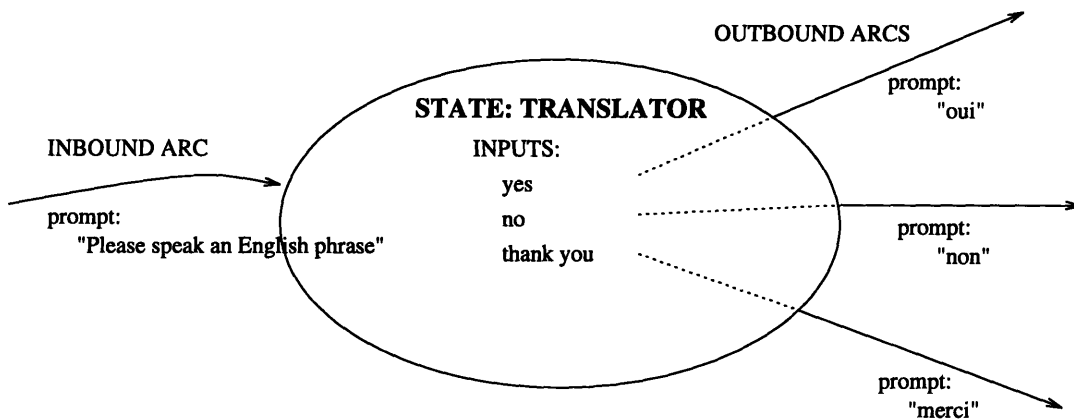 OUTBOUND ARCS
prompt:
"oui"
STATE: TRANSLATOR
INPUTS:
yes
no
thank you
INBOUND ARC
prompt:
"Please speak an English phrase"
prompt:
"non"
prompt:
"merci"